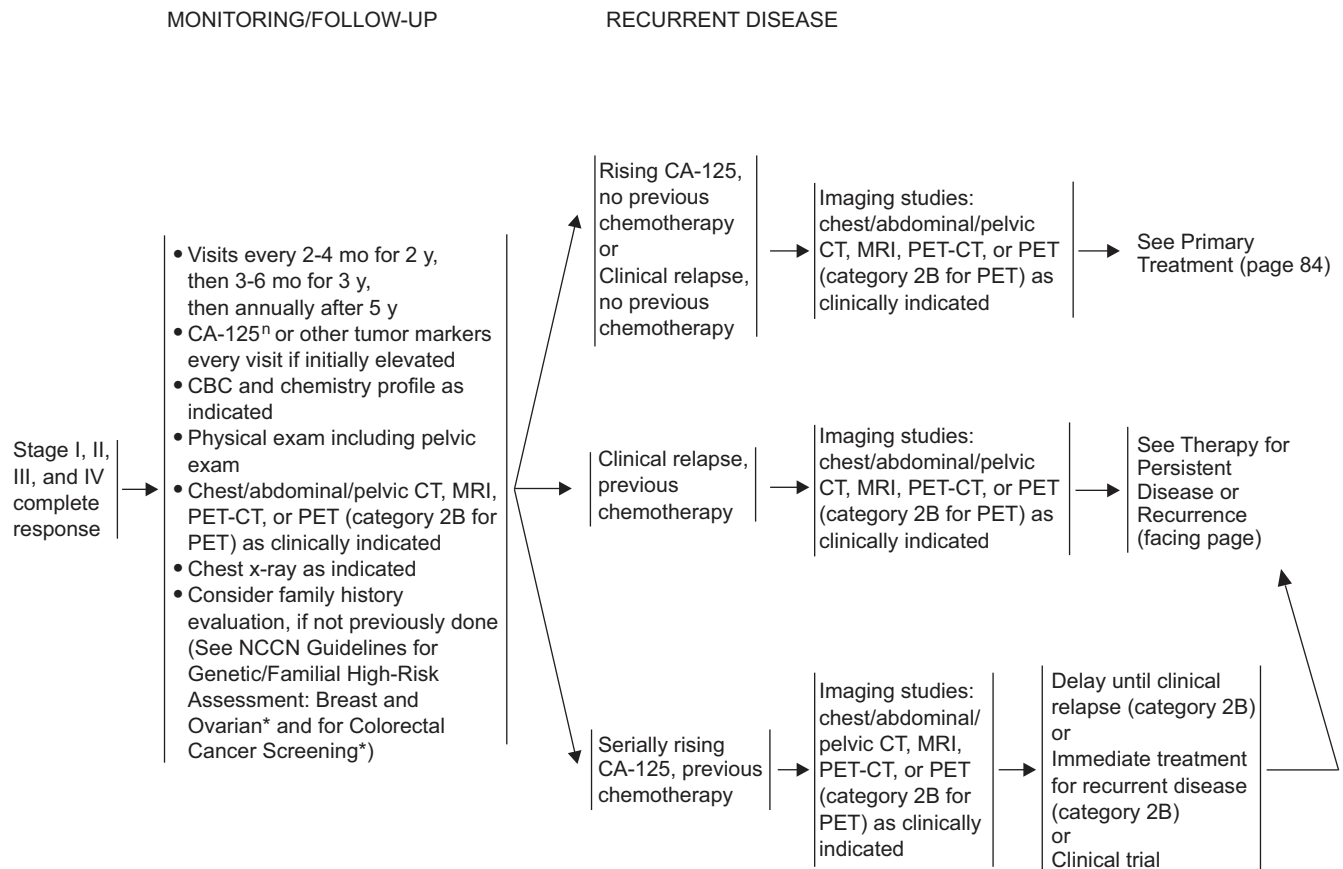 MONITORING/FOLLOW-UP
RECURRENT DISEASE
Stage I, II,
III, and IV
complete
response
• Visits every 2-4 mo for 2 y,
then 3-6 mo for 3 y,
then annually after 5 y
• CA-125ⁿ or other tumor markers
every visit if initially elevated
• CBC and chemistry profile as
indicated
• Physical exam including pelvic
exam
• Chest/abdominal/pelvic CT, MRI,
PET-CT, or PET (category 2B for
PET) as clinically indicated
• Chest x-ray as indicated
• Consider family history
evaluation, if not previously done
(See NCCN Guidelines for
Genetic/Familial High-Risk
Assessment: Breast and
Ovarian* and for Colorectal
Cancer Screening*)
Rising CA-125,
no previous
chemotherapy
or
Clinical relapse,
no previous
chemotherapy
Imaging studies:
chest/abdominal/pelvic
CT, MRI, PET-CT, or PET
(category 2B for PET) as
clinically indicated
See Primary
Treatment (page 84)
Clinical relapse,
previous
chemotherapy
Imaging studies:
chest/abdominal/pelvic
CT, MRI, PET-CT, or PET
(category 2B for PET) as
clinically indicated
See Therapy for
Persistent
Disease or
Recurrence
(facing page)
Serially rising
CA-125, previous
chemotherapy
Imaging studies:
chest/abdominal/
pelvic CT, MRI,
PET-CT, or PET
(category 2B for
PET) as clinically
indicated
Delay until clinical
relapse (category 2B)
or
Immediate treatment
for recurrent disease
(category 2B)
or
Clinical trial